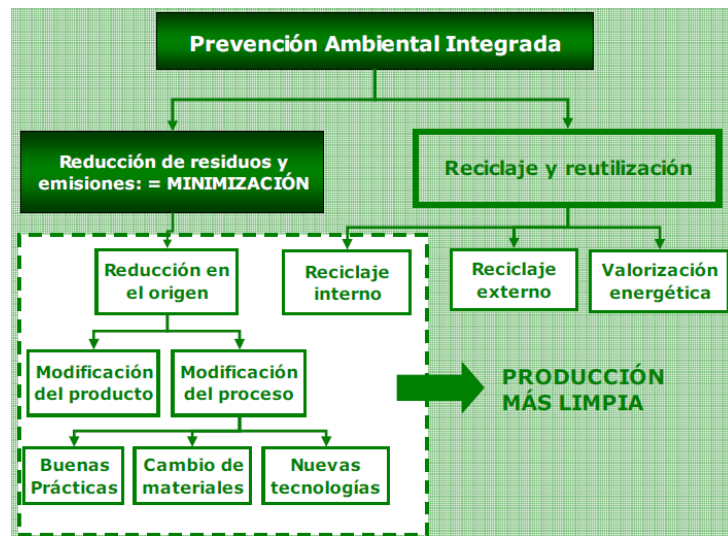 Prevención Ambiental Integrada
Reducción de residuos y
emisiones: = MINIMIZACIÓN
Reciclaje y reutilización
Reducción en
el origen
Reciclaje
interno
Reciclaje
externo
Valorización
energética
Modificación
del producto
Modificación
del proceso
PRODUCCIÓN
MÁS LIMPIA
Buenas
Prácticas
Cambio de
materiales
Nuevas
tecnologías